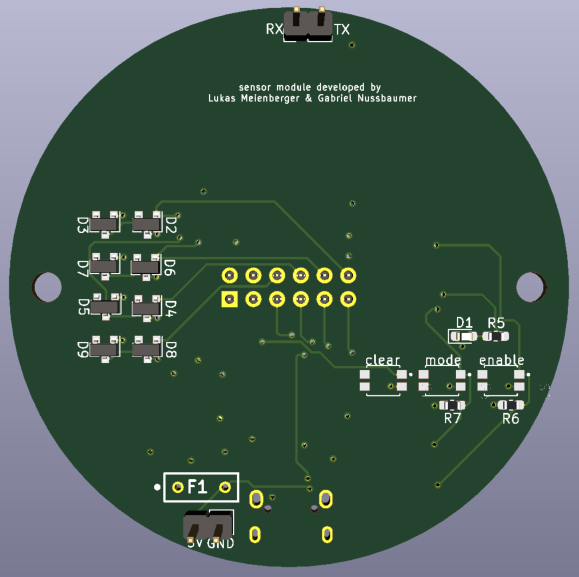 RX TX
sensor module developed by
Lukas Meienberger & Gabriel Nussbaumer
D3 D2
D7 D6
D5 D4
D9 D8
D1 R5
clear mode enable
R7 R6
F1
5V GND